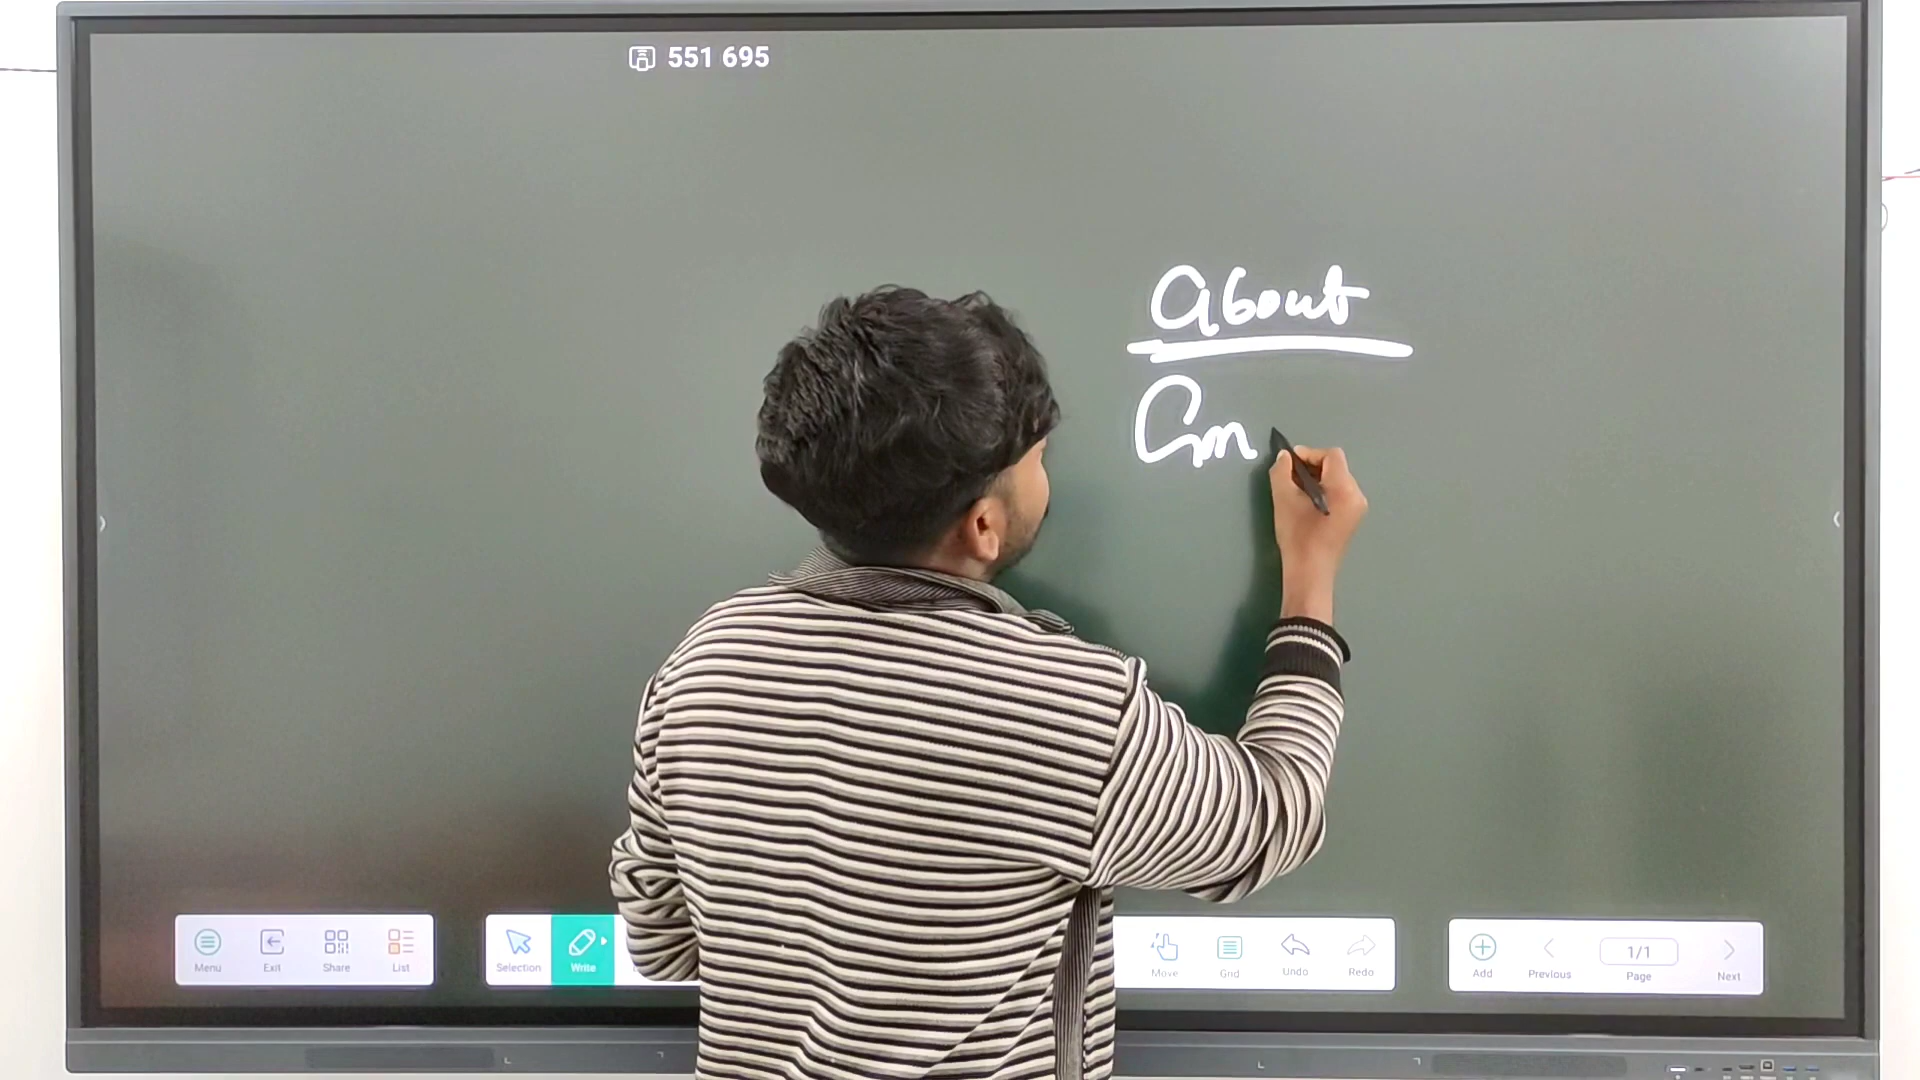 551 695
About
Cm
Menu
Exit
Share
List
Selection
Write
Move
Grid
Undo
Redo
Add
Previous
1/1
Page
Next